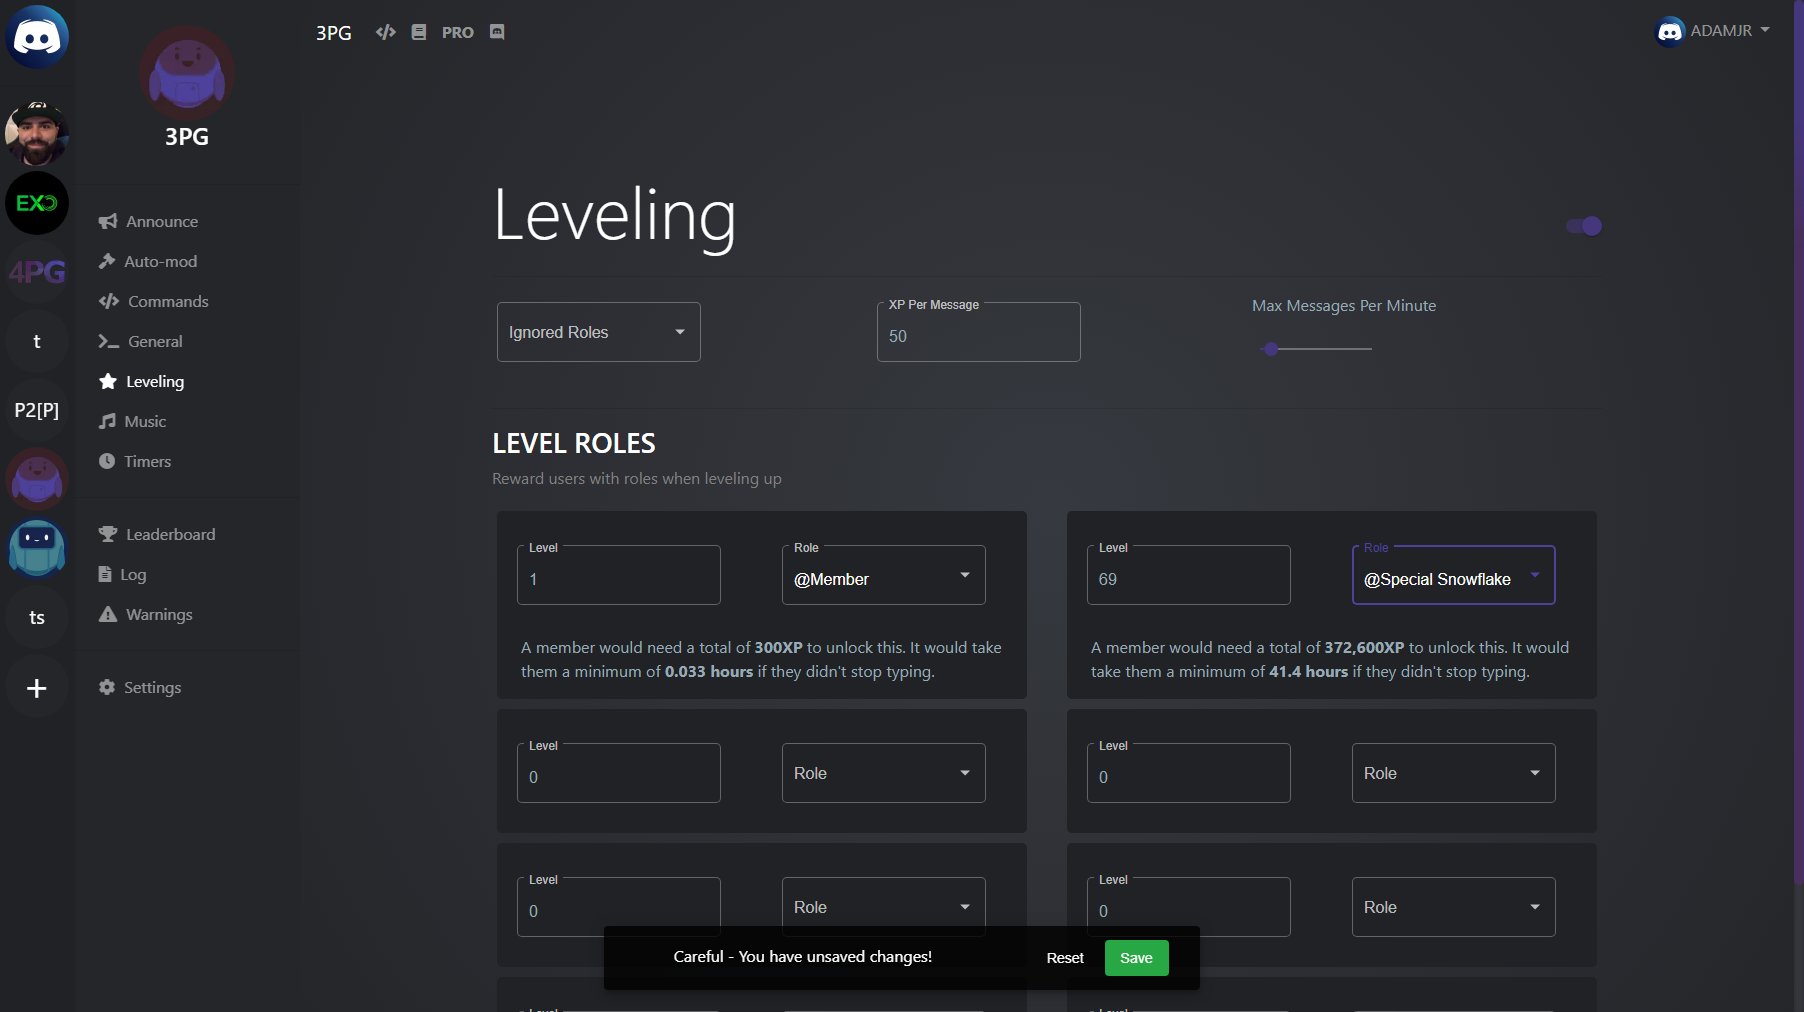 3PG
PRO
ADAMJR
EXO
4PG
t
P2[P]
ts
+
3PG
Announce
Auto-mod
Commands
General
Leveling
Music
Timers
Leaderboard
Log
Warnings
Settings
Leveling
Ignored Roles
XP Per Message
50
Max Messages Per Minute
LEVEL ROLES
Reward users with roles when leveling up
Level
1
Role
@Member
A member would need a total of 300XP to unlock this. It would take
them a minimum of 0.033 hours if they didn't stop typing.
Level
69
Role
@Special Snowflake
A member would need a total of 372,600XP to unlock this. It would
take them a minimum of 41.4 hours if they didn't stop typing.
Level
0
Role
Level
0
Role
Level
0
Role
Level
0
Role
Careful - You have unsaved changes!
Reset
Save